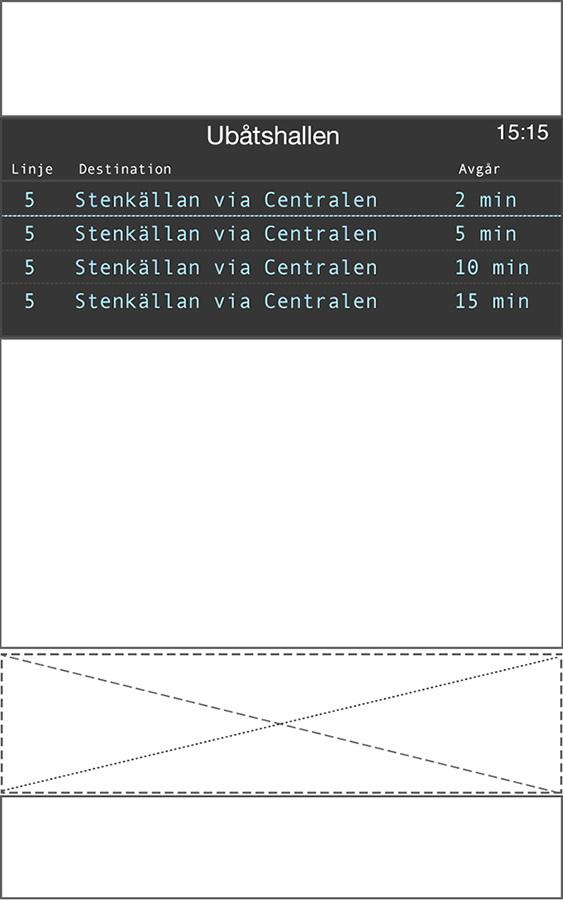 Ubåtshallen 15:15
Linje Destination Avgår
5 Stenkällan via Centralen 2 min
5 Stenkällan via Centralen 5 min
5 Stenkällan via Centralen 10 min
5 Stenkällan via Centralen 15 min